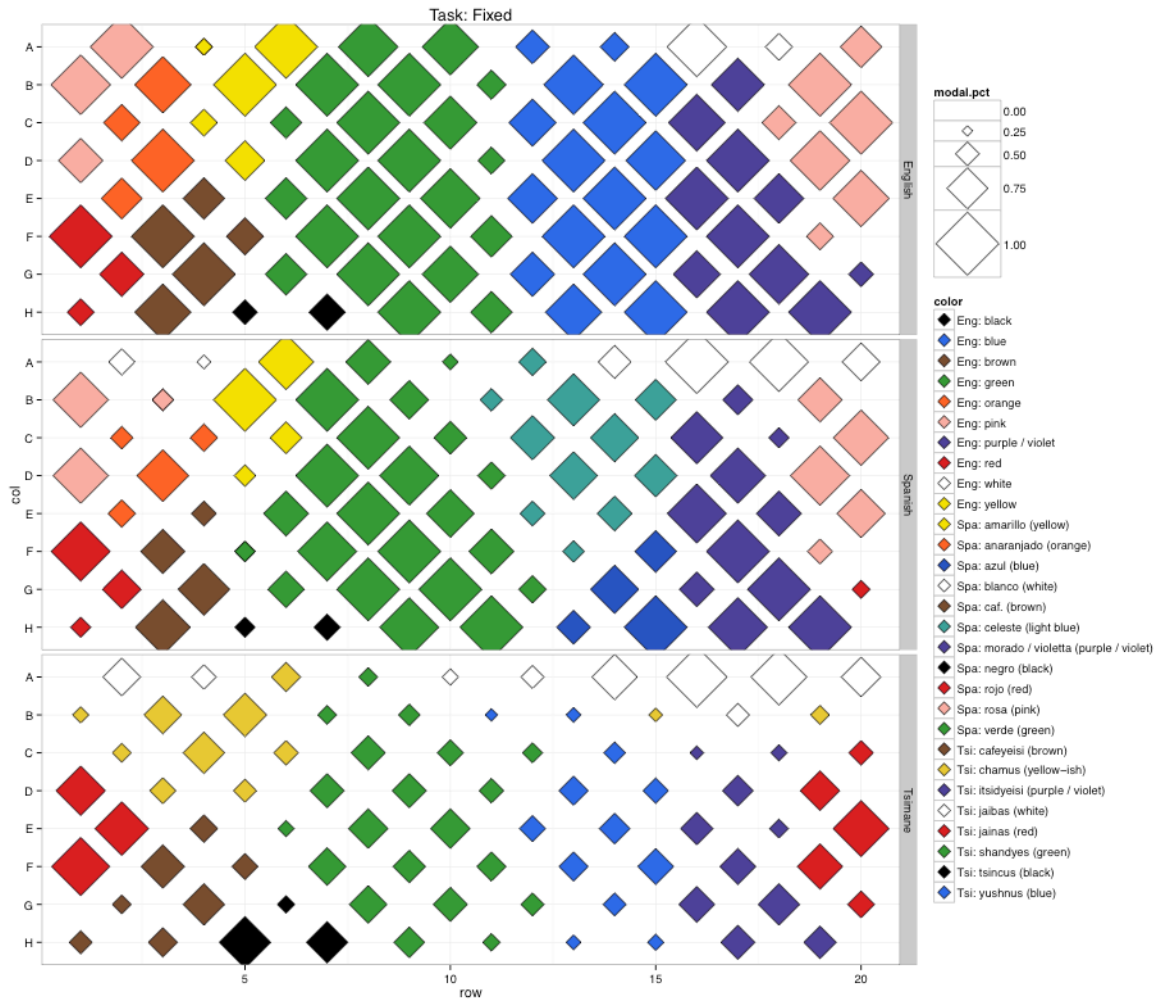 Task: Fixed
A
B
C
D
E
F
G
H
English
A
B
C
D
E
F
G
H
Spanish
A
B
C
D
E
F
G
H
Tsimane
col
5
10
15
20
row
modal.pct
0.00
0.25
0.50
0.75
1.00
color
Eng: black
Eng: blue
Eng: brown
Eng: green
Eng: orange
Eng: pink
Eng: purple / violet
Eng: red
Eng: white
Eng: yellow
Spa: amarillo (yellow)
Spa: anaranjado (orange)
Spa: azul (blue)
Spa: blanco (white)
Spa: caf. (brown)
Spa: celeste (light blue)
Spa: morado / violetta (purple / violet)
Spa: negro (black)
Spa: rojo (red)
Spa: rosa (pink)
Spa: verde (green)
Tsi: cafeyeisi (brown)
Tsi: chamus (yellow−ish)
Tsi: itsidyeisi (purple / violet)
Tsi: jaibas (white)
Tsi: jainas (red)
Tsi: shandyes (green)
Tsi: tsincus (black)
Tsi: yushnus (blue)